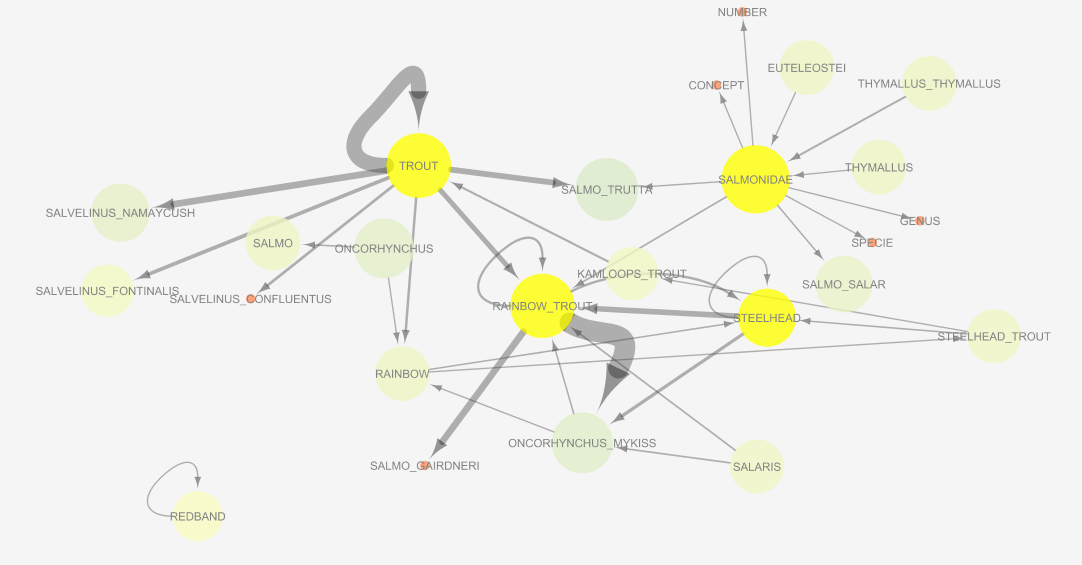 NUMBER
EUTELEOSTEI
CONCEPT
THYMALLUS_THYMALLUS
TROUT
THYMALLUS
SALMONIDAE
SALMO_TRUTTA
SALVELINUS_NAMAYCUSH
GENUS
SALMO
ONCORHYNCHUS
SPECIE
KAMLOOPS_TROUT
SALMO_SALAR
SALVELINUS_FONTINALIS
SALVELINUS_CONFLUENTUS
RAINBOW_TROUT
STEELHEAD
STEELHEAD_TROUT
RAINBOW
ONCORHYNCHUS_MYKISS
SALMO_GAIRDNERI
SALARIS
REDBAND